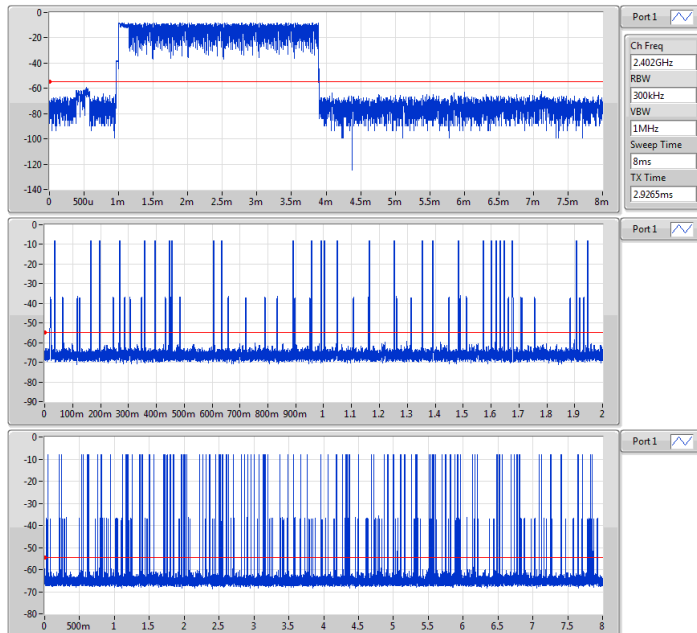 0-
-20-
-40-
-60-
-80-
-100-
-120-
-140-
0 500u 1m 1.5m 2m 2.5m 3m 3.5m 4m 4.5m 5m 5.5m 6m 6.5m 7m 7.5m 8m
Port 1
Ch Freq
2.402GHz
RBW
300kHz
VBW
1MHz
Sweep Time
8ms
TX Time
2.9265ms
0-
-10-
-20-
-30-
-40-
-50-
-60-
-70-
-80-
-90-
0 100m 200m 300m 400m 500m 600m 700m 800m 900m 1 1.1 1.2 1.3 1.4 1.5 1.6 1.7 1.8 1.9 2
Port 1
0-
-10-
-20-
-30-
-40-
-50-
-60-
-70-
-80-
0 500m 1 1.5 2 2.5 3 3.5 4 4.5 5 5.5 6 6.5 7 7.5 8
Port 1